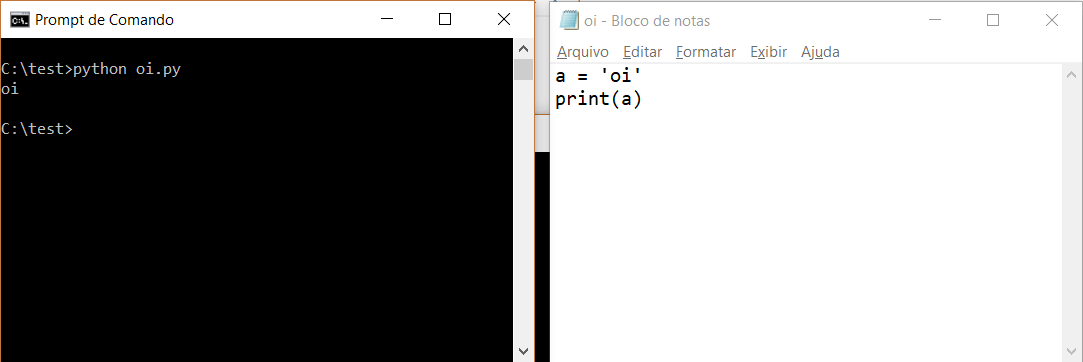 Prompt de Comando
C:\test>python oi.py
oi
C:\test>
oi - Bloco de notas
Arquivo Editar Formatar Exibir Ajuda
a = 'oi'
print(a)